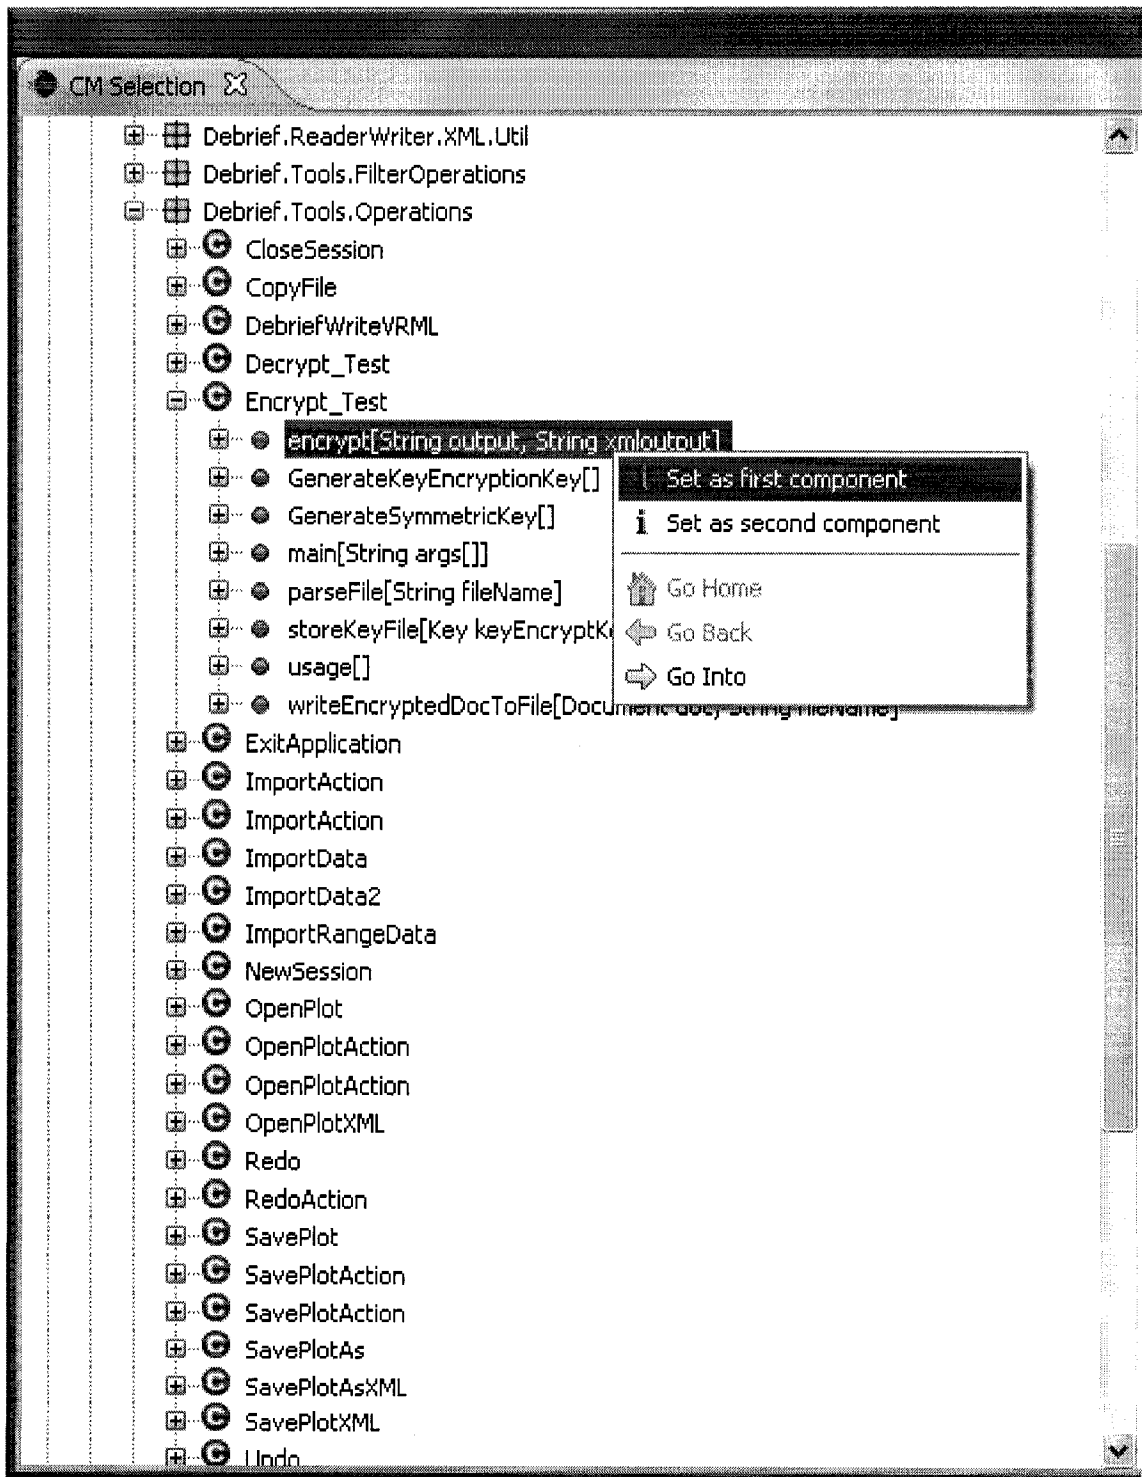 CM Selection
Debrief.ReaderWriter.XML.Util
Debrief.Tools.FilterOperations
Debrief.Tools.Operations
CloseSession
CopyFile
DebriefWriteVRML
Decrypt_Test
Encrypt_Test
encrypt[String output, String xmloutput]
GenerateKeyEncryptionKey[]
Set as first component
GenerateSymmetricKey[]
Set as second component
main[String args[]]
parseFile[String fileName]
Go Home
storeKeyFile[Key keyEncryptK
Go Back
usage[]
Go Into
writeEncryptedDocToFile[Document doc, String fileName]
ExitApplication
ImportAction
ImportAction
ImportData
ImportData2
ImportRangeData
NewSession
OpenPlot
OpenPlotAction
OpenPlotAction
OpenPlotXML
Redo
RedoAction
SavePlot
SavePlotAction
SavePlotAction
SavePlotAs
SavePlotAsXML
SavePlotXML
Undo